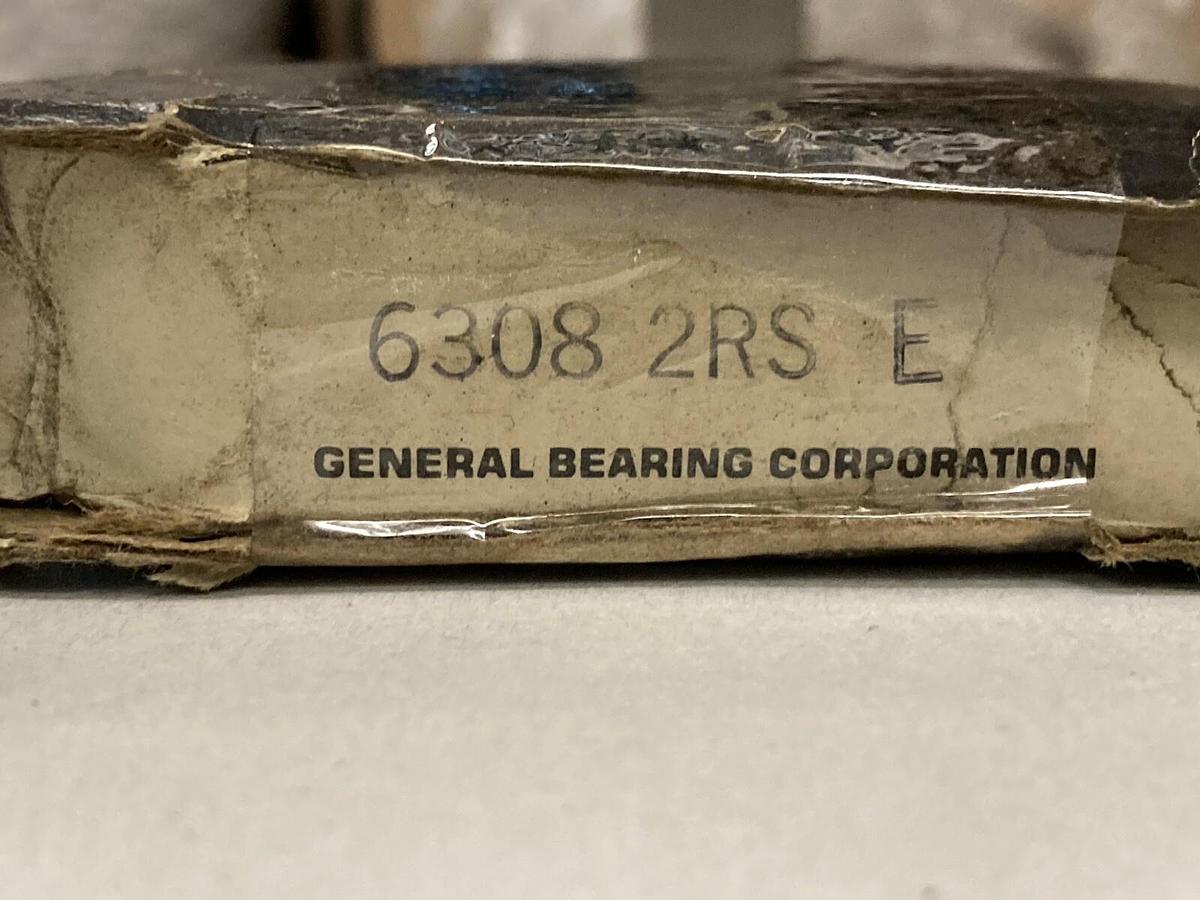 6308 2RS E
GENERAL BEARING CORPORATION